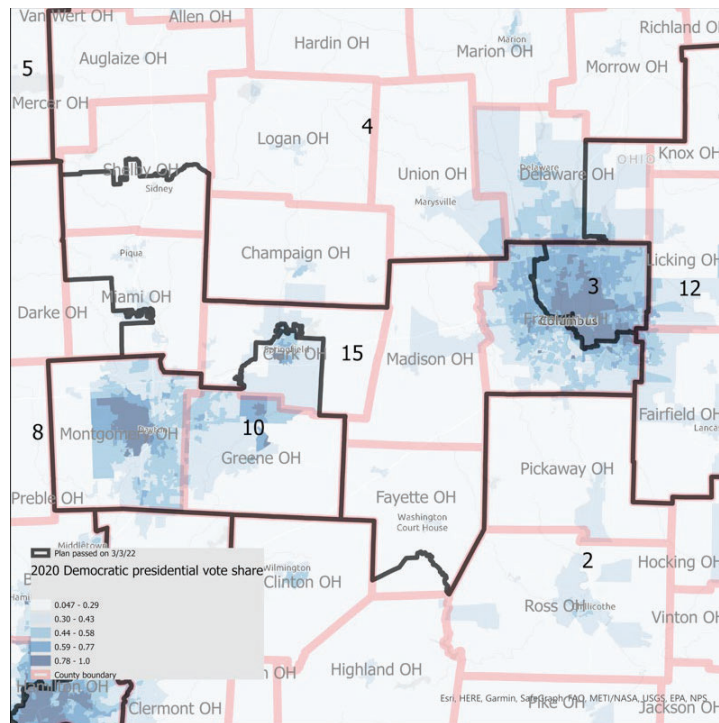 Van Wert OH
Allen OH
Hardin OH
Marion
Marion OH
Richland OH
Morrow OH
Auglaize OH
5
Mercer OH
Logan OH
4
Knox OH
OHIO
Shelby OH
Sidney
Union OH
Delaware
Delaware OH
Marysville
Champaign OH
Piqua
Miami OH
Licking OH
3
12
Darke OH
Columbus
15
Clark OH
Madison OH
Fairfield OH
8
Montgomery OH
10
Greene OH
Pickaway OH
Preble OH
Fayette OH
Washington
Court House
Plan passed on 3/3/22
Middletown
2020 Democratic presidential vote share
Wilmington
Clinton OH
2
Hocking OH
0.047 - 0.29
0.30 - 0.43
0.44 - 0.58
0.59 - 0.77
0.78 - 1.0
County boundary
Ross OH
Chillicothe
Vinton OH
Hamilton OH
Highland OH
Clermont OH
Esri, HERE, Garmin, SafeGraph, FAO, METI/NASA, USGS, EPA, NPS
Pike OH
Jackson OH